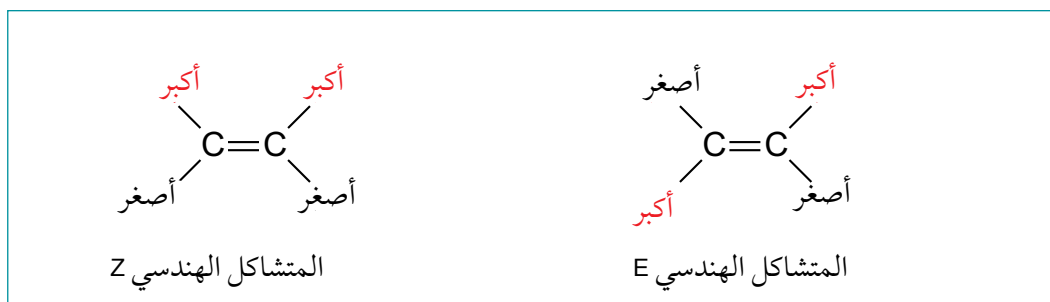 أكبر أكبر
C=C
أصغر أصغر
المتشاكل الهندسي Z
أصغر أكبر
C=C
أكبر أصغر
المتشاكل الهندسي E